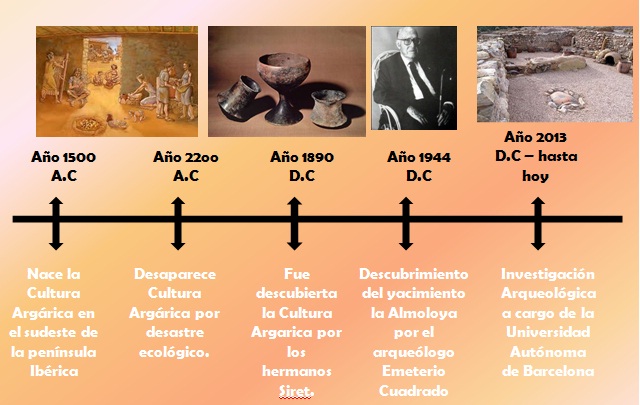 Año 1500
A.C
Año 22oo
A.C
Año 1890
D.C
Año 1944
D.C
Año 2013
D.C – hasta
hoy
Nace la
Cultura
Argárica en
el sudeste de
la península
Ibérica
Desaparece
Cultura
Argárica por
desastre
ecológico.
Fue
descubierta
la Cultura
Argarica por
los
hermanos
Siret.
Descubrimiento
del yacimiento
la Almoloya
por el
arqueólogo
Emeterio
Cuadrado
Investigación
Arqueológica
a cargo de la
Universidad
Autónoma
de Barcelona